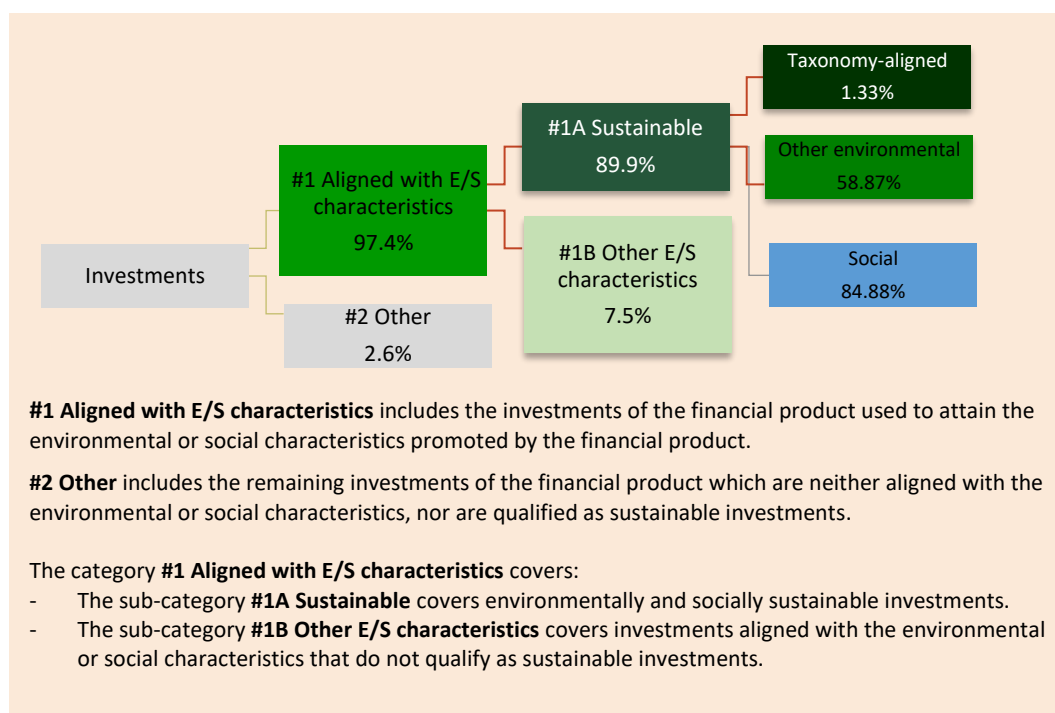 Taxonomy-aligned
1.33%
#1A Sustainable
89.9%
Other environmental
58.87%
#1 Aligned with E/S
characteristics
97.4%
#1B Other E/S
characteristics
7.5%
Social
84.88%
Investments
#2 Other
2.6%
#1 Aligned with E/S characteristics includes the investments of the financial product used to attain the
environmental or social characteristics promoted by the financial product.
#2 Other includes the remaining investments of the financial product which are neither aligned with the
environmental or social characteristics, nor are qualified as sustainable investments.
The category #1 Aligned with E/S characteristics covers:
- The sub-category #1A Sustainable covers environmentally and socially sustainable investments.
- The sub-category #1B Other E/S characteristics covers investments aligned with the environmental
or social characteristics that do not qualify as sustainable investments.